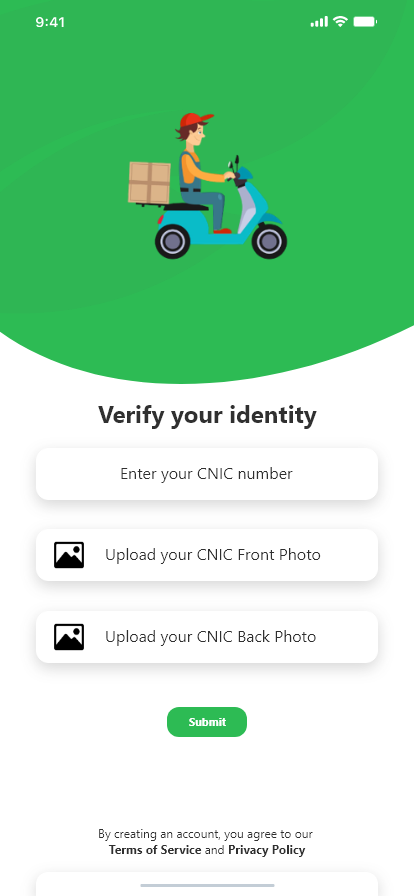 9:41
Verify your identity
Enter your CNIC number
Upload your CNIC Front Photo
Upload your CNIC Back Photo
Submit
By creating an account, you agree to our
Terms of Service and Privacy Policy